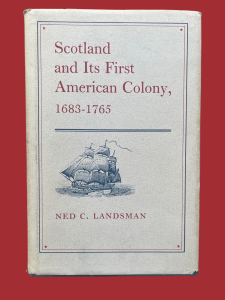 Scotland
and Its First
American Colony,
1683-1765
NED C. LANDSMAN